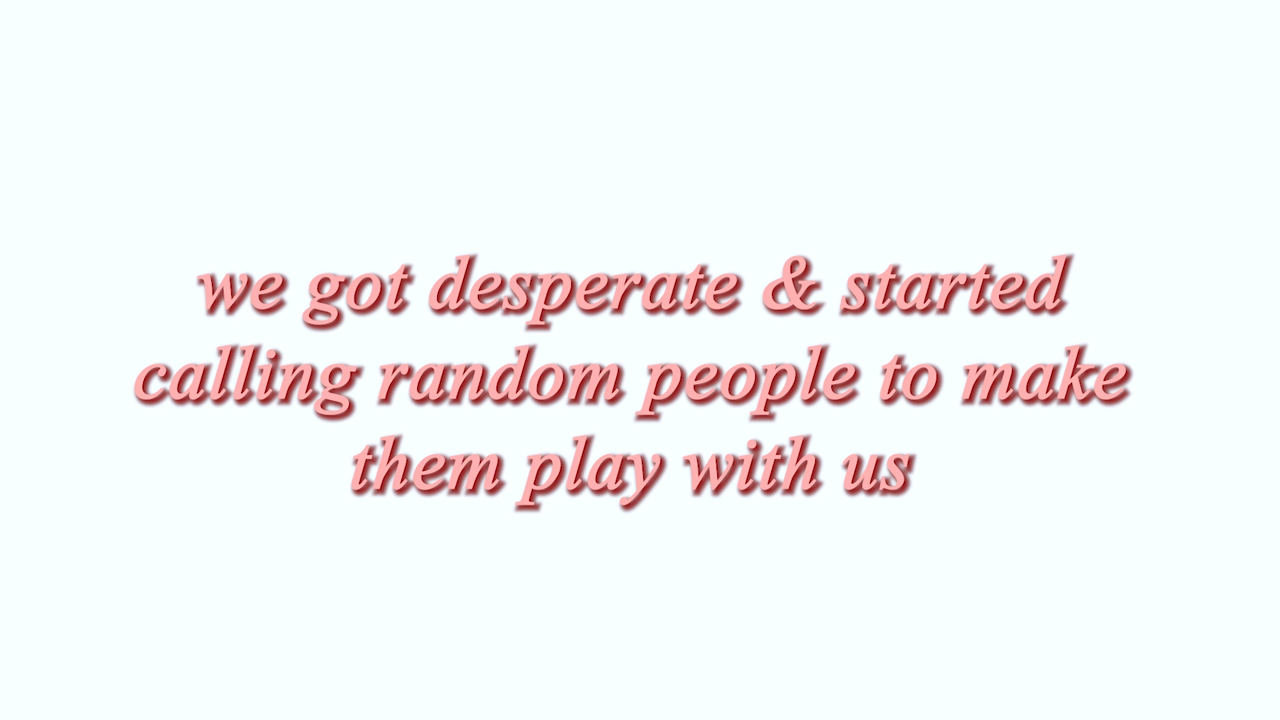 we got desperate & started
calling random people to make
them play with us